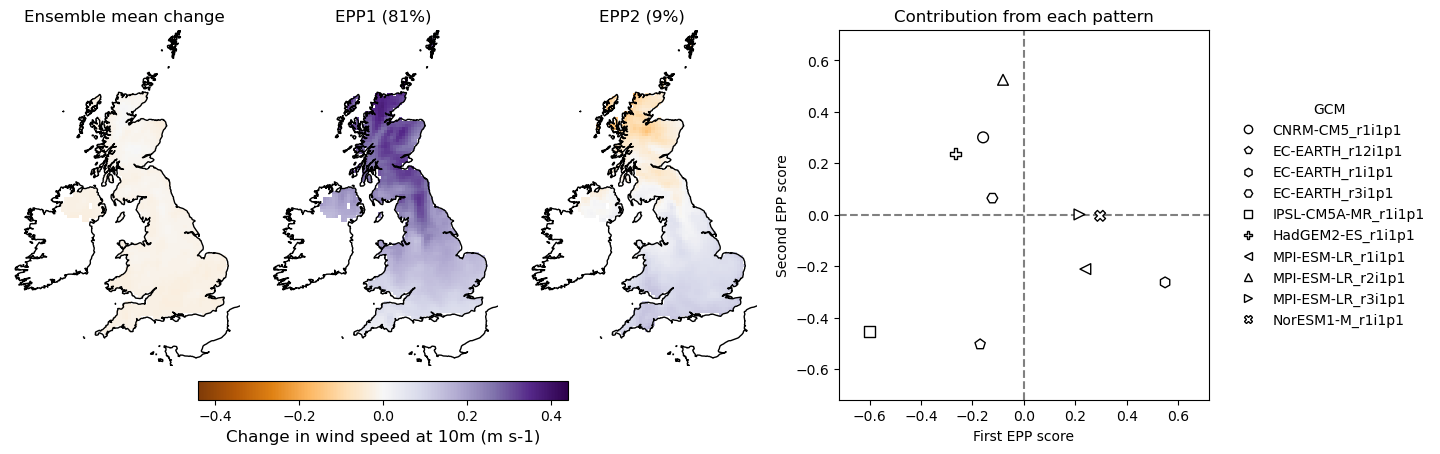 Ensemble mean change
EPP1 (81%)
EPP2 (9%)
−0.4 −0.2 0.0 0.2 0.4
Change in wind speed at 10m (m s-1)
Contribution from each pattern
Second EPP score
0.6
0.4
0.2
0.0
−0.2
−0.4
−0.6
−0.6 −0.4 −0.2 0.0 0.2 0.4 0.6
First EPP score
GCM
CNRM-CM5_r1i1p1
EC-EARTH_r12i1p1
EC-EARTH_r1i1p1
EC-EARTH_r3i1p1
IPSL-CM5A-MR_r1i1p1
HadGEM2-ES_r1i1p1
MPI-ESM-LR_r1i1p1
MPI-ESM-LR_r2i1p1
MPI-ESM-LR_r3i1p1
NorESM1-M_r1i1p1